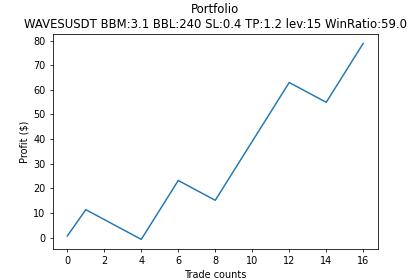 Portfolio
WAVESUSDT BBM:3.1 BBL:240 SL:0.4 TP:1.2 lev:15 WinRatio:59.0
80
70
60
50
40
30
20
10
0
Profit ($)
0 2 4 6 8 10 12 14 16
Trade counts